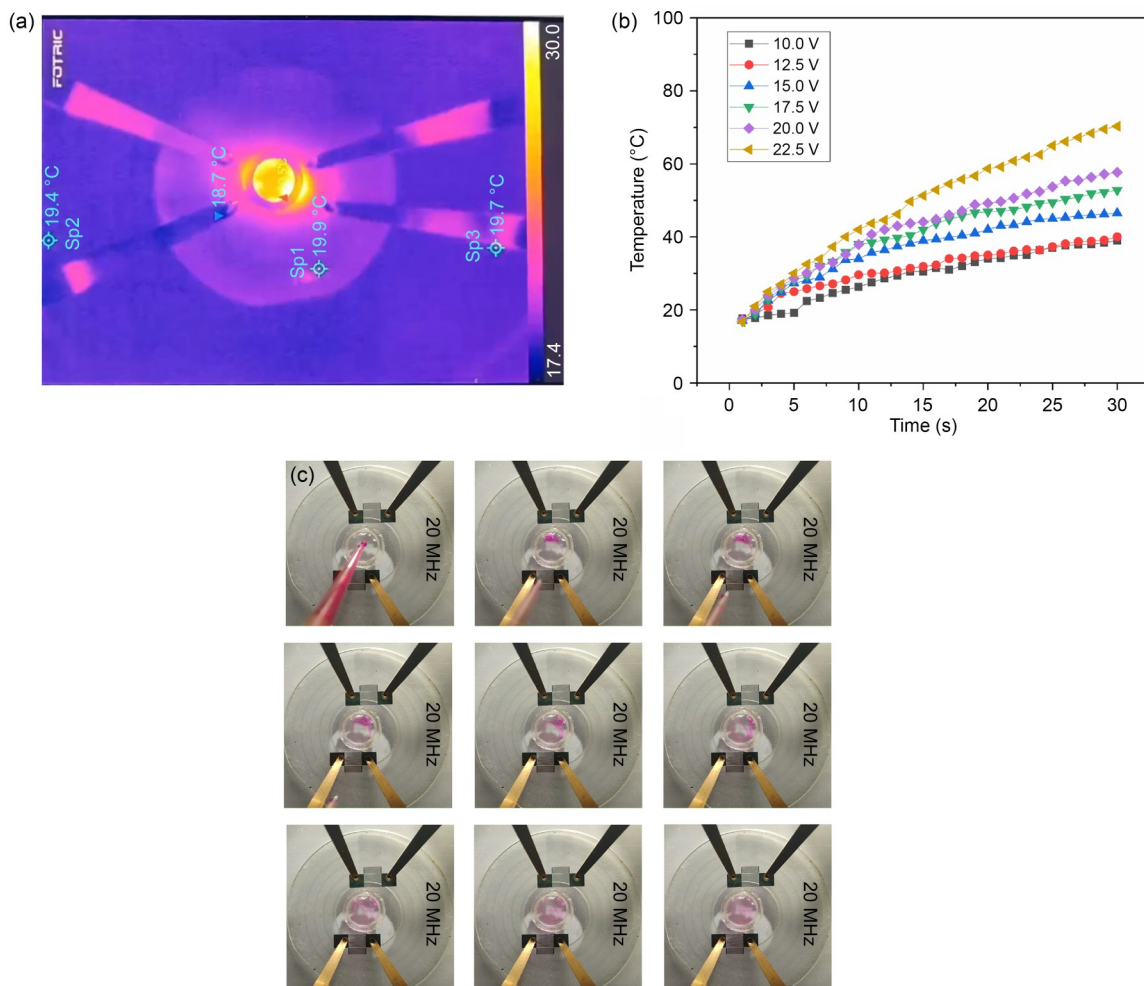 (a)
FOTRIC
30.0
17.4
19.4 °C
Sp2
18.7 °C
Sp1
19.9 °C
Sp3
19.7 °C
(b)
100
80
60
40
20
0
Temperature (°C)
10.0 V
12.5 V
15.0 V
17.5 V
20.0 V
22.5 V
0 5 10 15 20 25 30
Time (s)
(c)
20 MHz
20 MHz
20 MHz
20 MHz
20 MHz
20 MHz
20 MHz
20 MHz
20 MHz